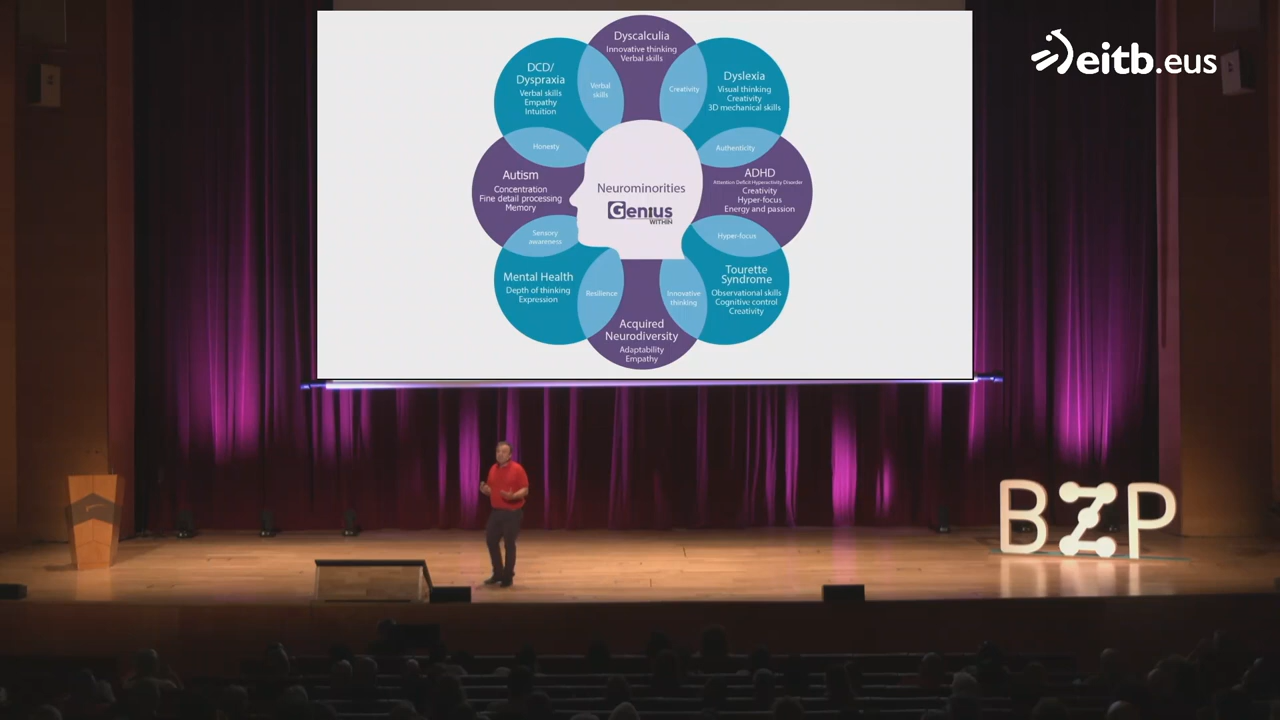 eitb.eus
Dyscalculia
Innovative thinking
Verbal skills
DCD/
Dyspraxia
Verbal skills
Empathy
Intuition
Verbal
skills
Creativity
Dyslexia
Visual thinking
Creativity
3D mechanical skills
Honesty
Authenticity
Autism
Concentration
Fine detail processing
Memory
Neurominorities
Genius
WITHIN
ADHD
Attention Deficit Hyperactivity Disorder
Creativity
Hyper-focus
Energy and passion
Sensory
awareness
Hyper-focus
Mental Health
Depth of thinking
Expression
Resilience
Innovative
thinking
Tourette
Syndrome
Observational skills
Cognitive control
Creativity
Acquired
Neurodiversity
Adaptability
Empathy
BZP